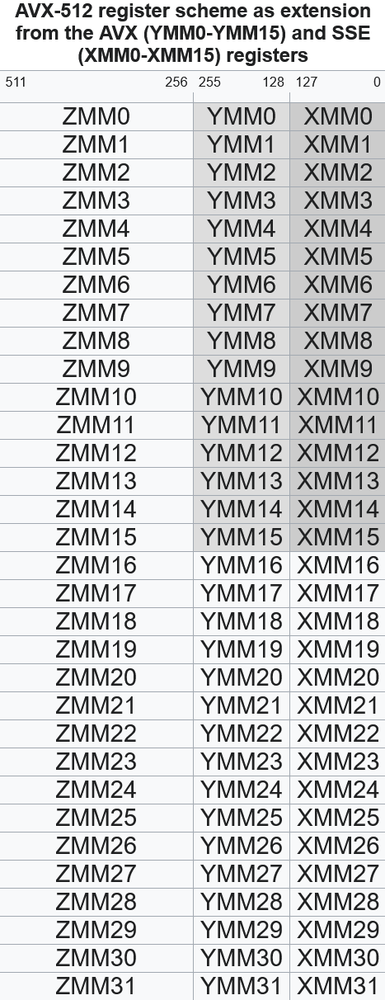 AVX-512 register scheme as extension
from the AVX (YMM0-YMM15) and SSE
(XMM0-XMM15) registers
511 256 255 128 127 0
ZMM0 YMM0 XMM0
ZMM1 YMM1 XMM1
ZMM2 YMM2 XMM2
ZMM3 YMM3 XMM3
ZMM4 YMM4 XMM4
ZMM5 YMM5 XMM5
ZMM6 YMM6 XMM6
ZMM7 YMM7 XMM7
ZMM8 YMM8 XMM8
ZMM9 YMM9 XMM9
ZMM10 YMM10 XMM10
ZMM11 YMM11 XMM11
ZMM12 YMM12 XMM12
ZMM13 YMM13 XMM13
ZMM14 YMM14 XMM14
ZMM15 YMM15 XMM15
ZMM16 YMM16 XMM16
ZMM17 YMM17 XMM17
ZMM18 YMM18 XMM18
ZMM19 YMM19 XMM19
ZMM20 YMM20 XMM20
ZMM21 YMM21 XMM21
ZMM22 YMM22 XMM22
ZMM23 YMM23 XMM23
ZMM24 YMM24 XMM24
ZMM25 YMM25 XMM25
ZMM26 YMM26 XMM26
ZMM27 YMM27 XMM27
ZMM28 YMM28 XMM28
ZMM29 YMM29 XMM29
ZMM30 YMM30 XMM30
ZMM31 YMM31 XMM31